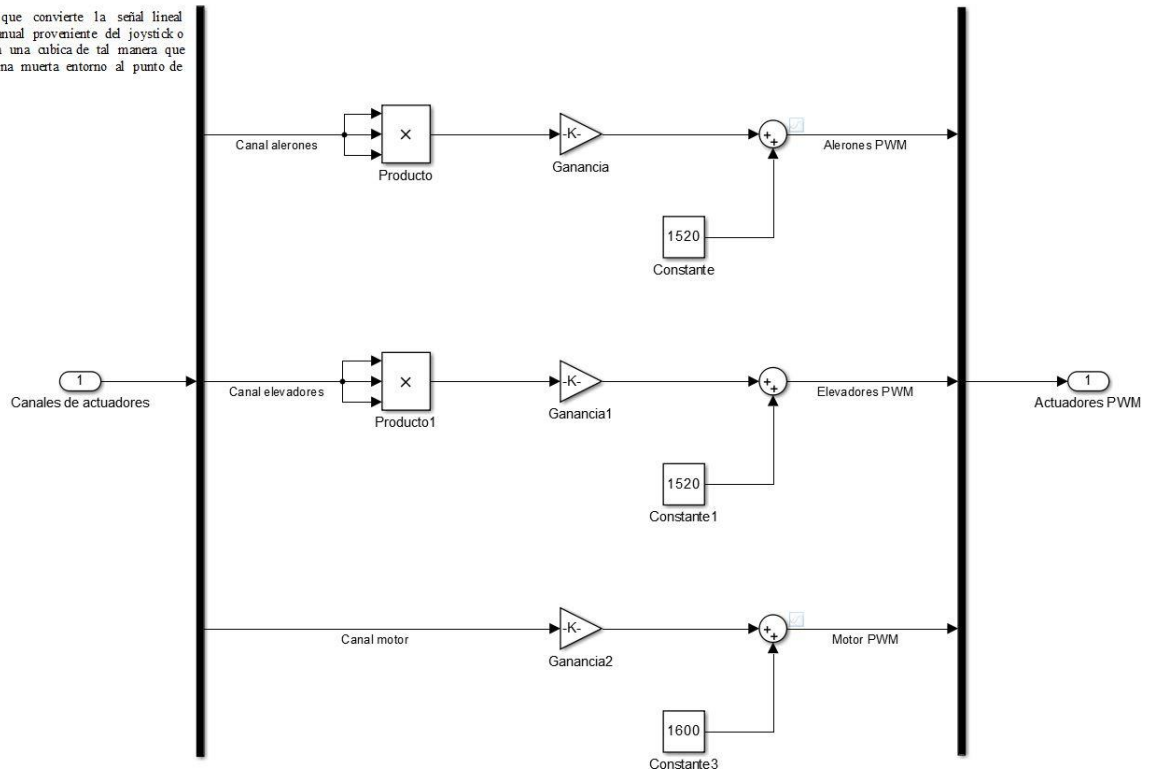 que convierte la señal lineal
proveniente del joystick o
una cubica de tal manera que
muerta entorno al punto de
Canal alerones
×
Producto
-K-
Ganancia
+
+
Alerones PWM
1520
Constante
1
Canales de actuadores
Canal elevadores
×
Producto1
-K-
Ganancia1
+
+
Elevadores PWM
1
Actuadores PWM
1520
Constante1
Canal motor
-K-
Ganancia2
+
+
Motor PWM
1600
Constante3